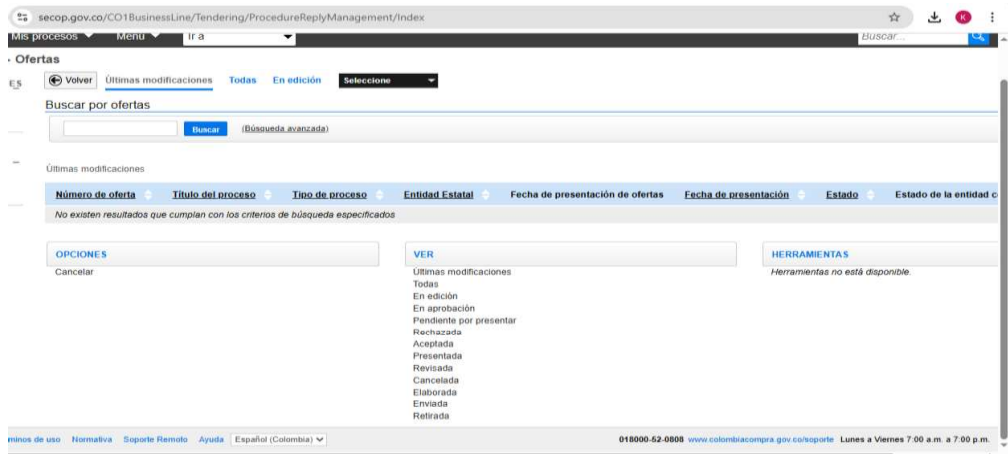 secop.gov.co/CO1BusinessLine/Tendering/ProcedureReplyManagement/Index
K
Mis procesos Menú Ir a Buscar...
Ofertas
ES
Volver Últimas modificaciones Todas En edición Seleccione
Buscar por ofertas
Buscar (Búsqueda avanzada)
Últimas modificaciones
Número de oferta Título del proceso Tipo de proceso Entidad Estatal Fecha de presentación de ofertas Fecha de presentación Estado Estado de la entidad c
No existen resultados que cumplan con los criterios de búsqueda especificados
OPCIONES VER HERRAMIENTAS
Cancelar Últimas modificaciones Herramientas no está disponible.
Todas
En edición
En aprobación
Pendiente por presentar
Rechazada
Aceptada
Presentada
Revisada
Cancelada
Elaborada
Enviada
Retirada
minos de uso Normativa Soporte Remoto Ayuda Español (Colombia) 018000-52-0808 www.colombiacompra.gov.co/soporte Lunes a Viernes 7:00 a.m. a 7:00 p.m.